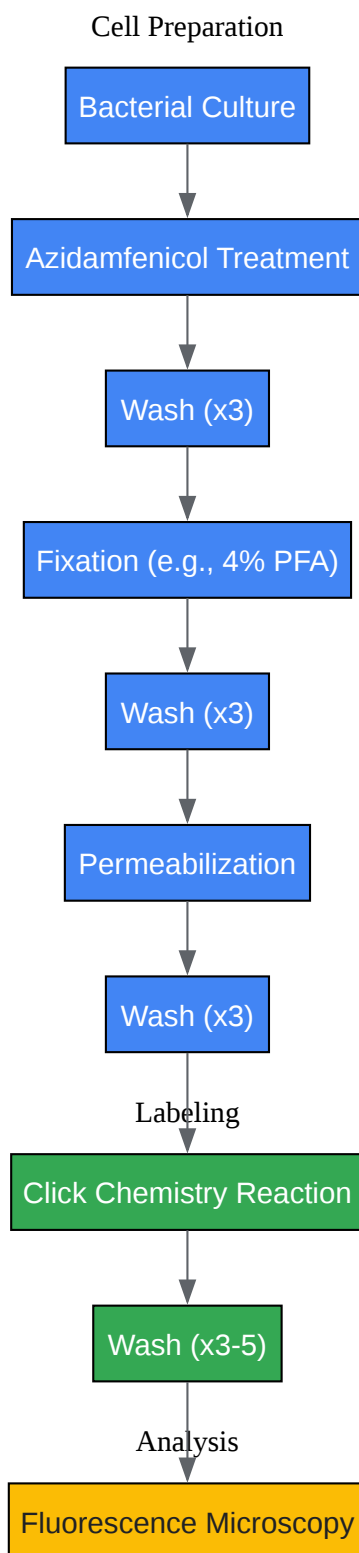 Cell Preparation
Bacterial Culture
Azidamfenicol Treatment
Wash (x3)
Fixation (e.g., 4% PFA)
Wash (x3)
Permeabilization
Wash (x3)
Labeling
Click Chemistry Reaction
Wash (x3-5)
Analysis
Fluorescence Microscopy